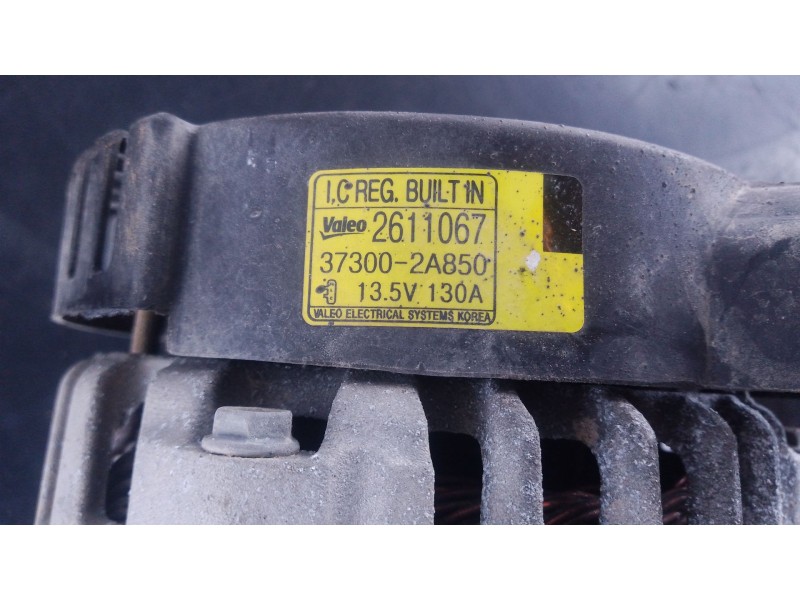 I.C REG. BUILT IN
Valeo 2611067
37300-2A850
13.5V 130A
VALEO ELECTRICAL SYSTEMS KOREA